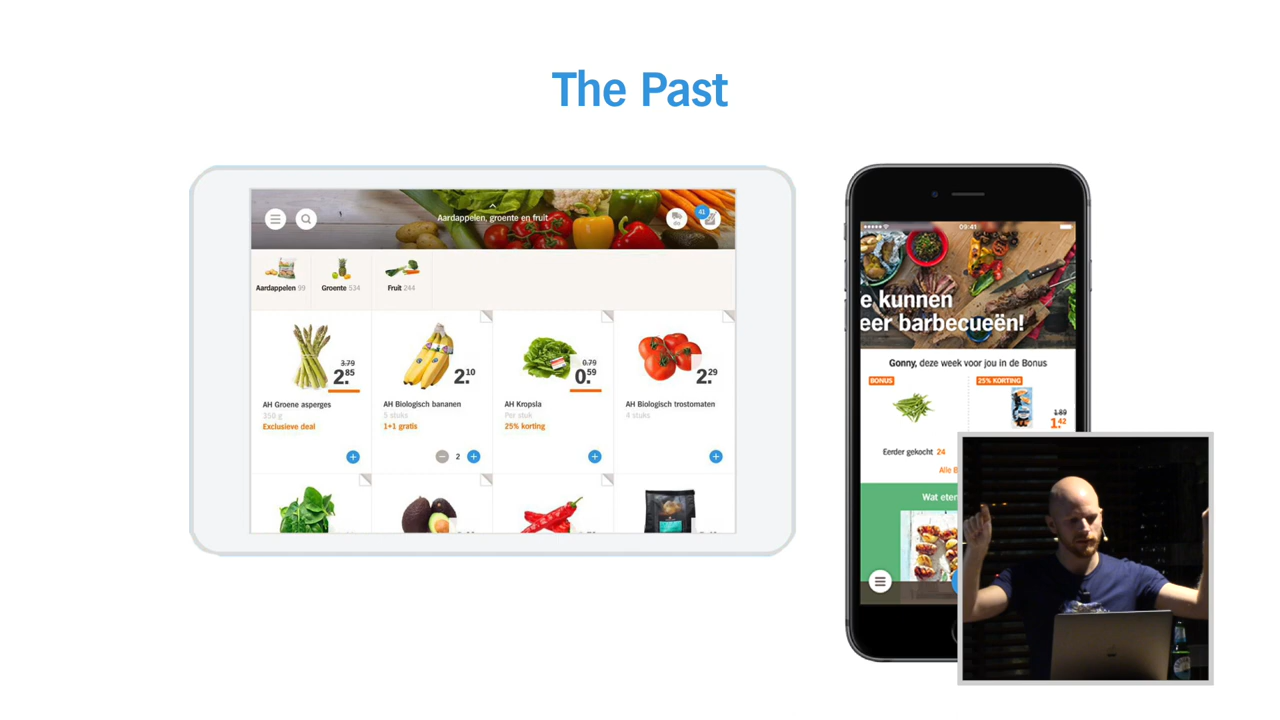 The Past
Aardappelen, groente en fruit
do
41
Aardappelen 99
Groente 534
Fruit 244
3.79
2.85
AH Groene asperges
350 g
Exclusieve deal
2.10
AH Biologisch bananen
5 stuks
1+1 gratis
2
0.79
0.59
AH Kropsla
Per stuk
25% korting
2.29
AH Biologisch trostomaten
4 stuks
09:41
e kunnen
eer barbecueën!
Gonny, deze week voor jou in de Bonus
BONUS
25% KORTING
1.89
1.42
Eerder gekocht 24
Alle B
Wat eten